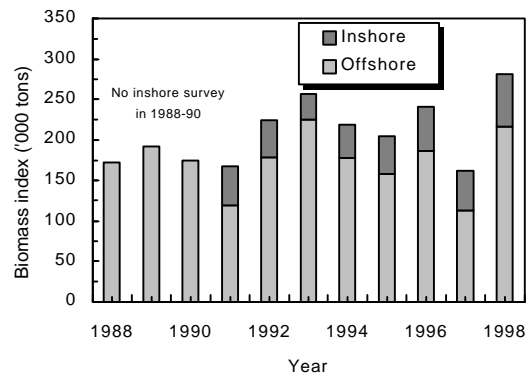 350
300
250
200
150
100
50
0
Biomass index ('000 tons)
Inshore
Offshore
No inshore survey
in 1988-90
1988
1990
1992
1994
1996
1998
Year